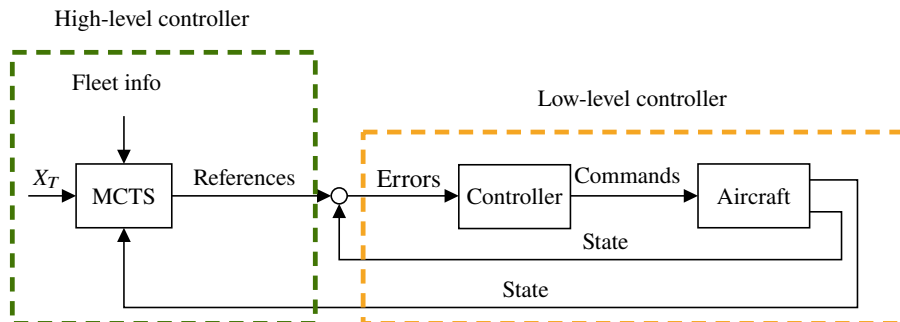 High-level controller
Fleet info
Low-level controller
X_T
MCTS
References
Errors
Controller
Commands
Aircraft
State
State